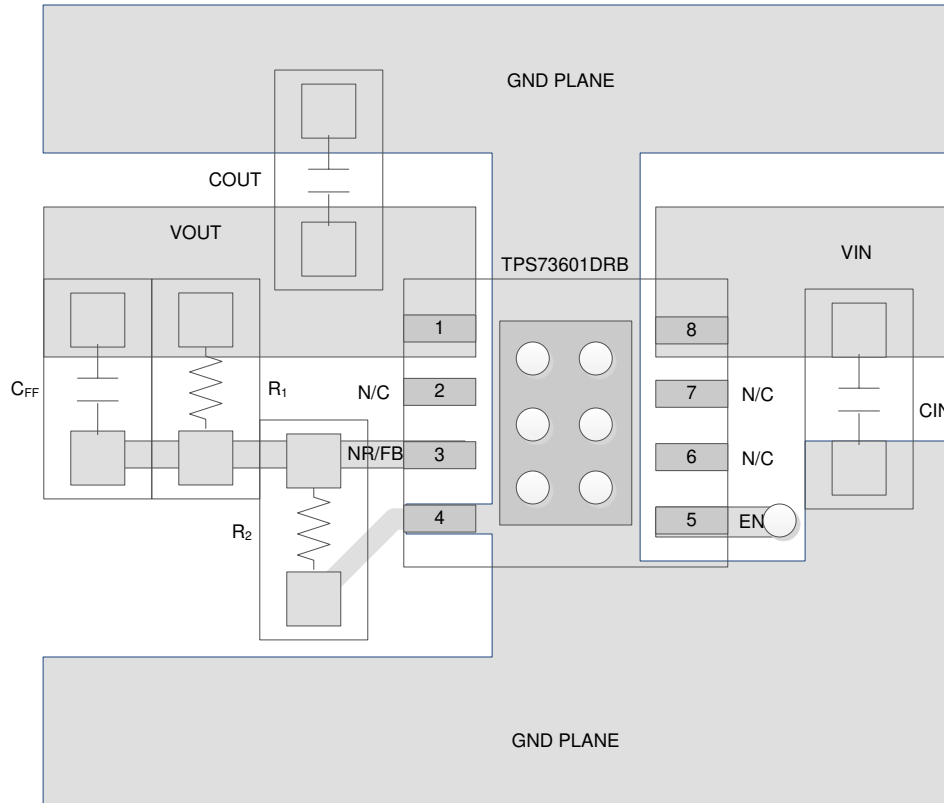 GND PLANE
COUT
VOUT
TPS73601DRB
VIN
1
8
CFF
R1
N/C
2
7
N/C
CIN
NR/FB
3
6
N/C
R2
4
5
EN
GND PLANE